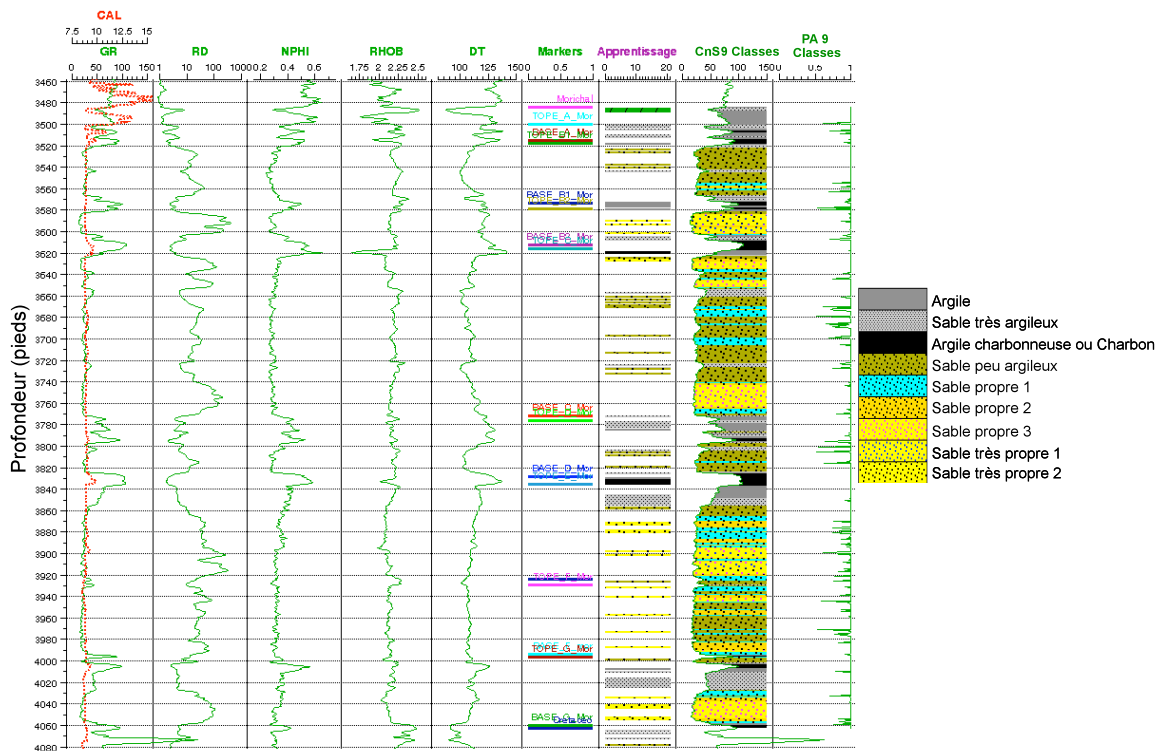 CAL
7.5 10 15
GR RD NPHI RHOB DT Markers Apprentissage CnS9 Classes PA 9 Classes
0 50 100 150 1 10 100 1000 0.2 0.4 0.6 1.75 2 2.25 2.5 100 125 150 0 0.5 1 0 10 20 0 50 100 150 0 0.5 1
Profondeur (pieds)
3460
3480
3500
3520
3540
3560
3580
3600
3620
3640
3660
3680
3700
3720
3740
3760
3780
3800
3820
3840
3860
3880
3900
3920
3940
3960
3980
4000
4020
4040
4060
4080
Morichal
TOPE_A_Mor
BASE_A_Mor
TOPE_B1_Mor
BASE_B1_Mor
BASE_B2_Mor
BASE_D_Mor
TOPE_G_Mor
Cretaceo
Argile
Sable très argileux
Argile charbonneuse ou Charbon
Sable peu argileux
Sable propre 1
Sable propre 2
Sable propre 3
Sable très propre 1
Sable très propre 2